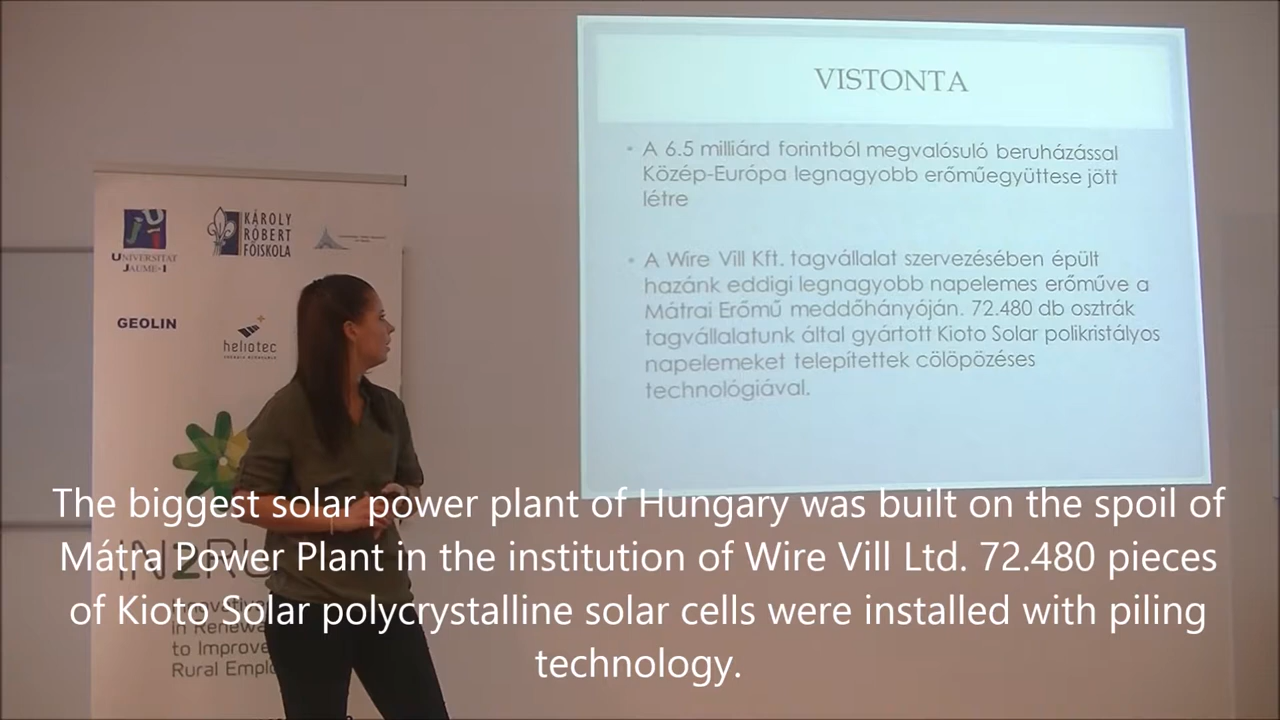 VISTONTA
• A 6.5 milliárd forintból megvalósuló beruházással
Közép-Európa legnagyobb erőműegyüttese jött
létre
• A Wire Vill Kft. tagvállalat szervezésében épült
hazánk eddigi legnagyobb napelemes erőműve a
Mátrai Erőmű meddőhányóján. 72.480 db osztrák
tagvállalatunk által gyártott Kioto Solar polikristályos
napelemeket telepítettek cölöpözéses
technológiával.
UNIVERSITAT
JAUME-I
KÁROLY
RÓBERT
FŐISKOLA
GEOLIN
heliotec
IN2RU
Innovative
in Renewa
to Improve
Rural Empl
The biggest solar power plant of Hungary was built on the spoil of
Mátra Power Plant in the institution of Wire Vill Ltd. 72.480 pieces
of Kioto Solar polycrystalline solar cells were installed with piling
technology.